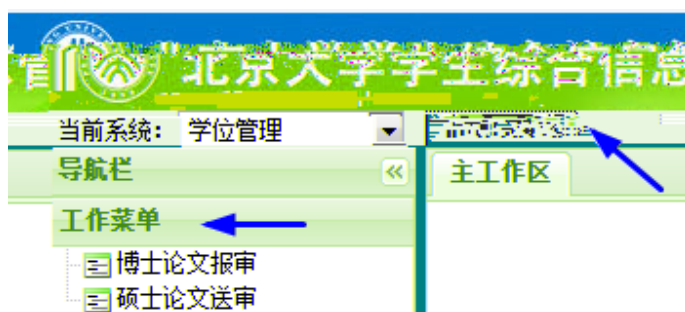 北京大学学生综合信息
当前系统： 学位管理
导航栏
主工作区
工作菜单
博士论文报审
硕士论文送审